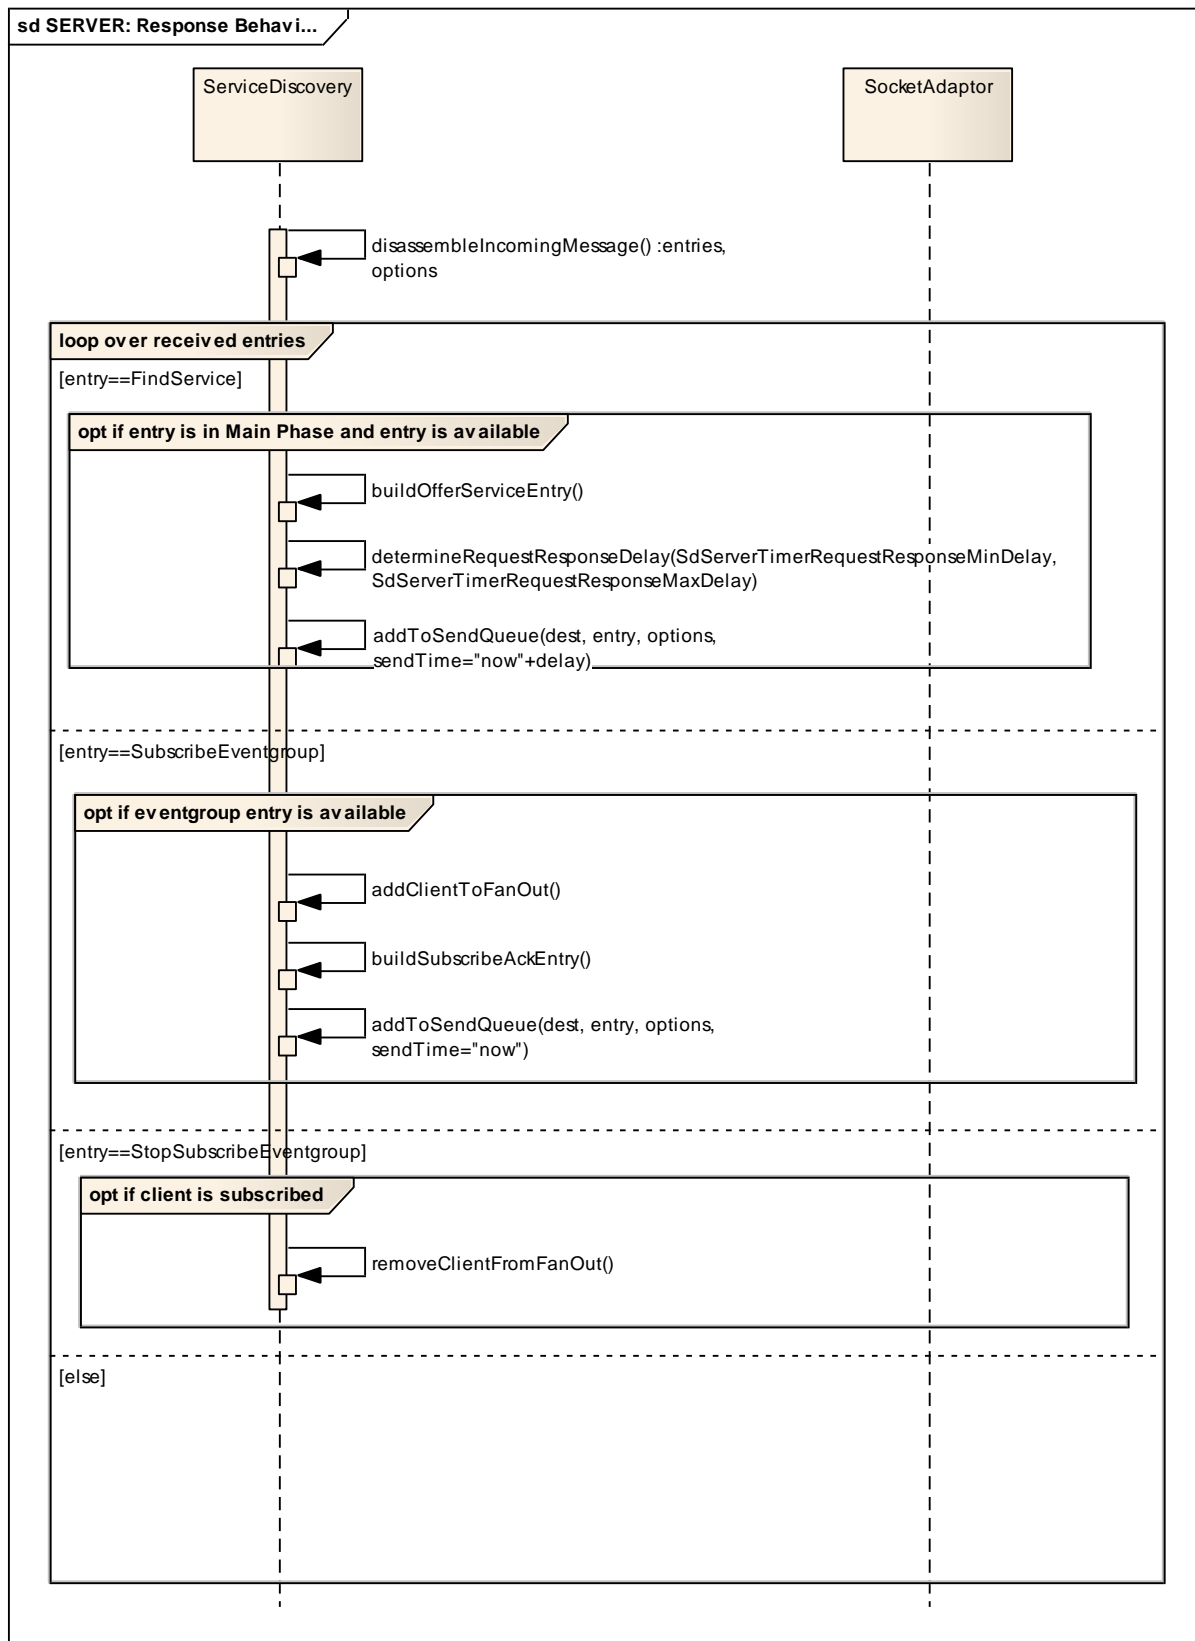 sd SERVER: Response Behavi...
ServiceDiscovery
SocketAdaptor
disassembleIncomingMessage() :entries,
options
loop over received entries
[entry==FindService]
opt if entry is in Main Phase and entry is available
buildOfferServiceEntry()
determineRequestResponseDelay(SdServerTimerRequestResponseMinDelay,
SdServerTimerRequestResponseMaxDelay)
addToSendQueue(dest, entry, options,
sendTime="now"+delay)
[entry==SubscribeEventgroup]
opt if eventgroup entry is available
addClientToFanOut()
buildSubscribeAckEntry()
addToSendQueue(dest, entry, options,
sendTime="now")
[entry==StopSubscribeEventgroup]
opt if client is subscribed
removeClientFromFanOut()
[else]